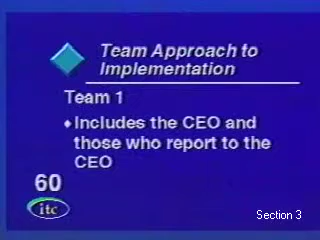 Team Approach to
Implementation
Team 1
♦Includes the CEO and
those who report to the
CEO
60
itc
Section 3